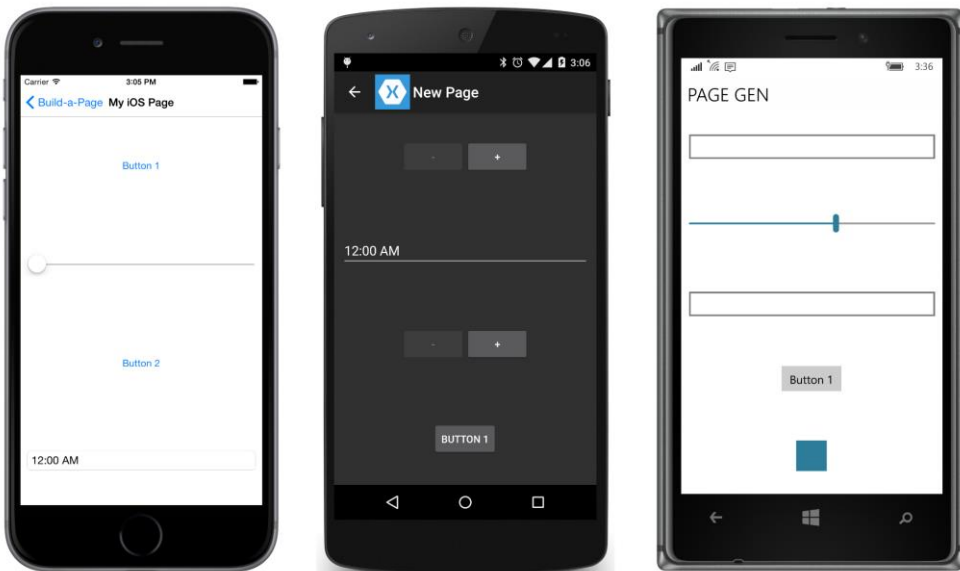 Carrier 3:05 PM
Build-a-Page My iOS Page
Button 1
Button 2
12:00 AM
3:06
New Page
- +
12:00 AM
- +
BUTTON 1
3:36
PAGE GEN
Button 1